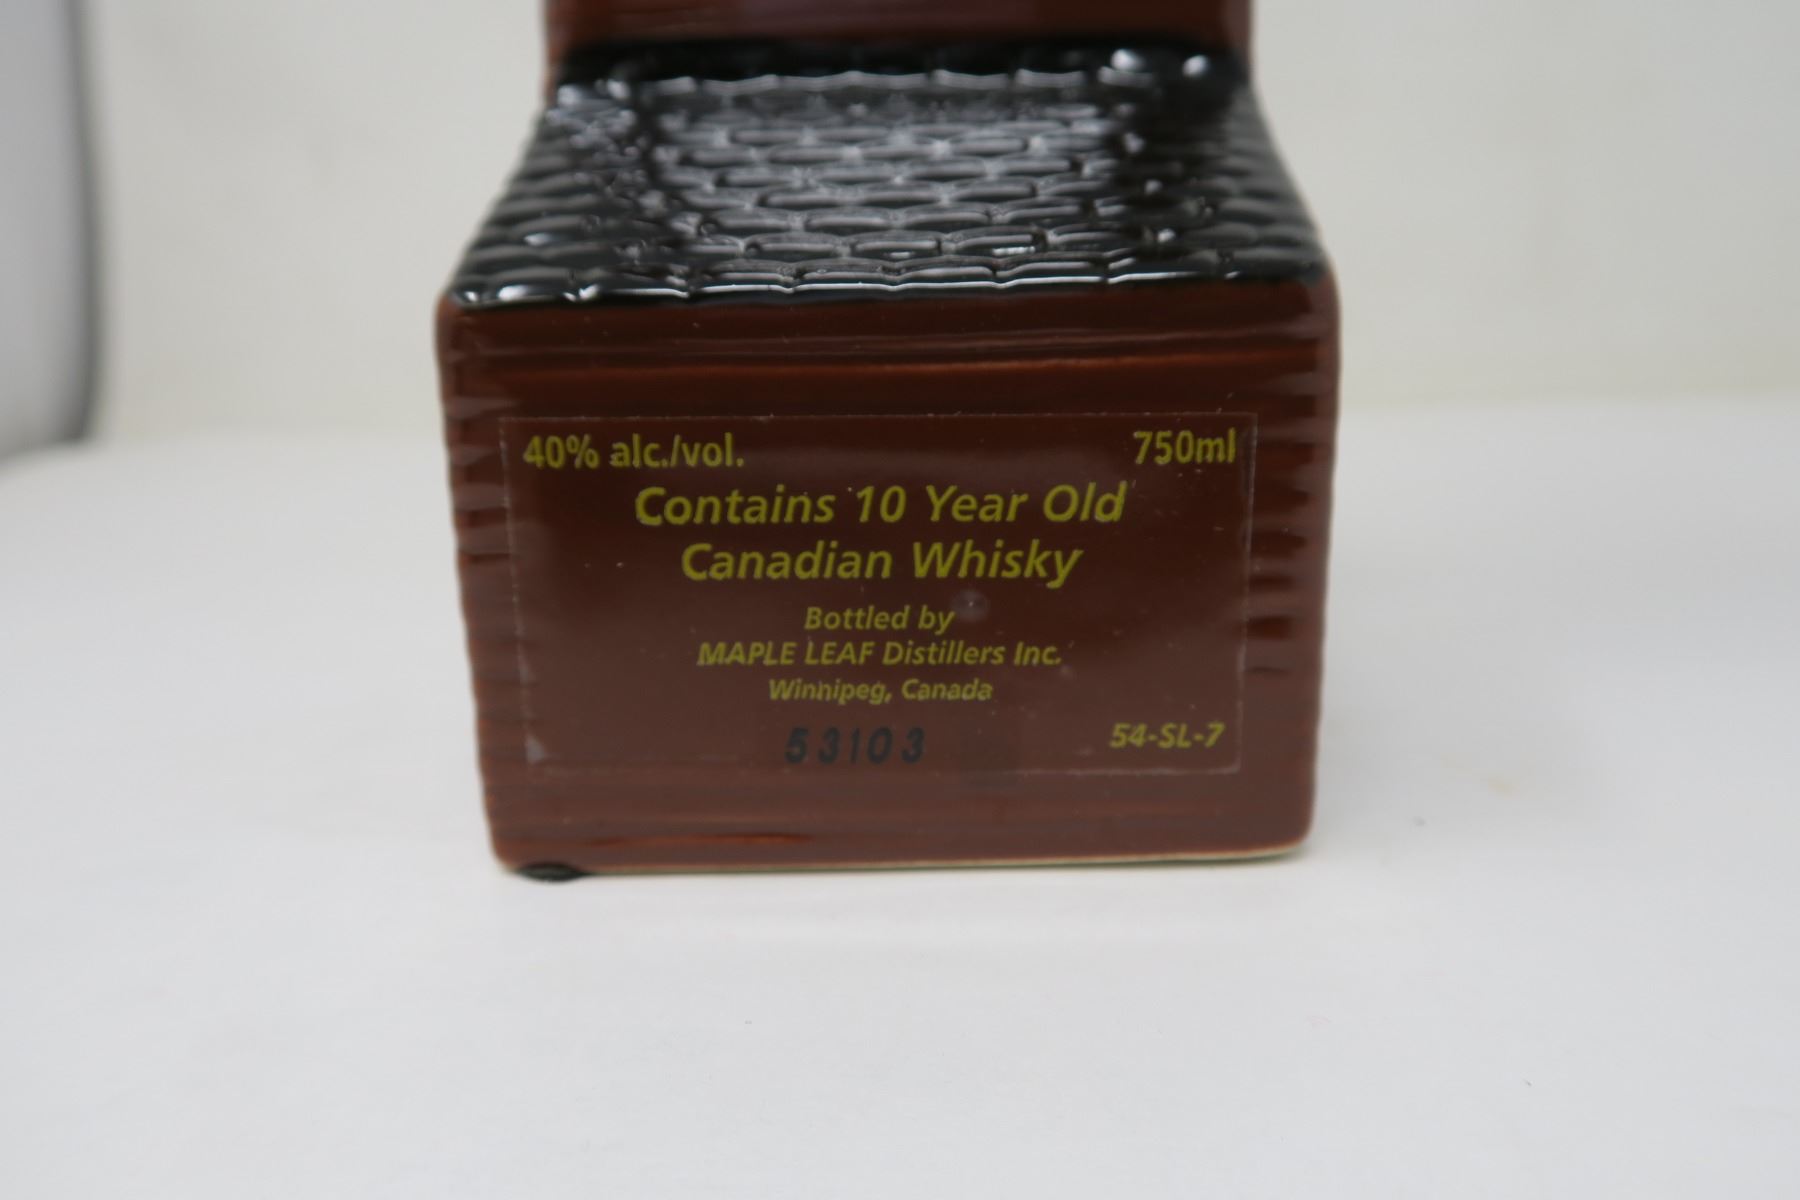 40% alc./vol. 750ml
Contains 10 Year Old
Canadian Whisky
Bottled by
MAPLE LEAF Distillers Inc.
Winnipeg, Canada
53103 54-SL-7